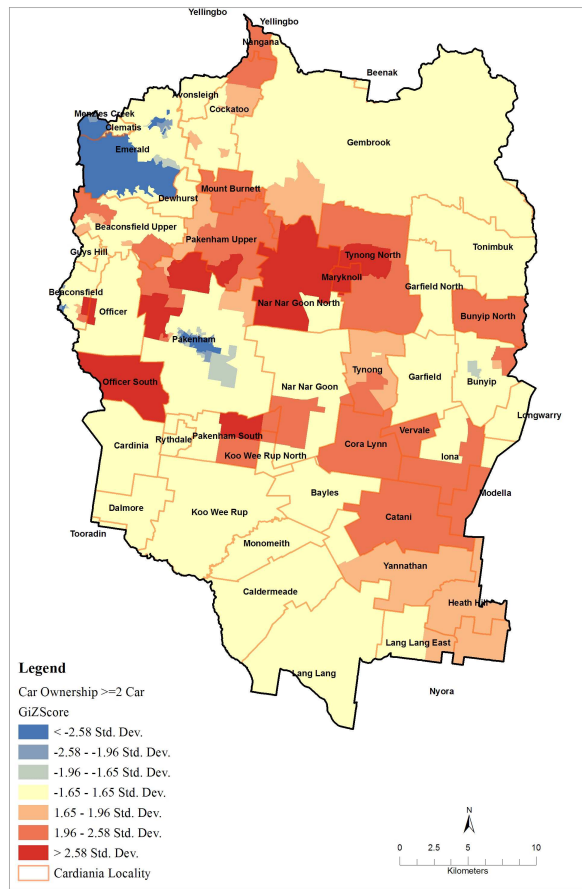 Yellingbo
Yellingbo
Nangana
Beenak
Avonsleigh
Menzies Creek
Cockatoo
Clematis
Emerald
Gembrook
Mount Burnett
Dewhurst
Beaconsfield Upper
Pakenham Upper
Tonimbuk
Guys Hill
Tynong North
Maryknoll
Garfield North
Beaconsfield
Nar Nar Goon North
Officer
Bunyip North
Pakenham
Tynong
Nar Nar Goon
Garfield
Bunyip
Officer South
Longwarry
Vervale
Pakenham South
Cardinia
Rythdale
Cora Lynn
Koo Wee Rup North
Iona
Bayles
Modella
Dalmore
Koo Wee Rup
Catani
Tooradin
Monomeith
Yannathan
Caldermeade
Heath Hill
Lang Lang East
Lang Lang
Nyora
Legend
Car Ownership >=2 Car
GiZScore
< -2.58 Std. Dev.
-2.58 - -1.96 Std. Dev.
-1.96 - -1.65 Std. Dev.
-1.65 - 1.65 Std. Dev.
1.65 - 1.96 Std. Dev.
1.96 - 2.58 Std. Dev.
> 2.58 Std. Dev.
Cardiania Locality
N
0 5 10
Kilometers